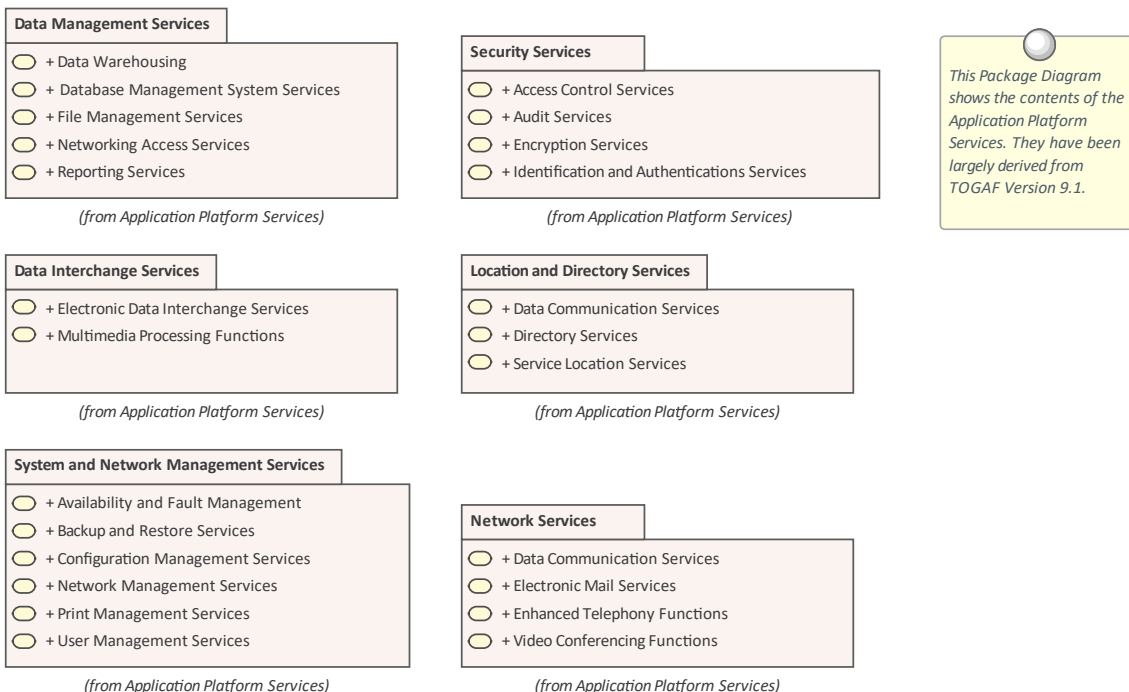 Data Management Services
+ Data Warehousing
+ Database Management System Services
+ File Management Services
+ Networking Access Services
+ Reporting Services
(from Application Platform Services)
Security Services
+ Access Control Services
+ Audit Services
+ Encryption Services
+ Identification and Authentications Services
(from Application Platform Services)
This Package Diagram
shows the contents of the
Application Platform
Services. They have been
largely derived from
TOGAF Version 9.1.
Data Interchange Services
+ Electronic Data Interchange Services
+ Multimedia Processing Functions
(from Application Platform Services)
Location and Directory Services
+ Data Communication Services
+ Directory Services
+ Service Location Services
(from Application Platform Services)
System and Network Management Services
+ Availability and Fault Management
+ Backup and Restore Services
+ Configuration Management Services
+ Network Management Services
+ Print Management Services
+ User Management Services
(from Application Platform Services)
Network Services
+ Data Communication Services
+ Electronic Mail Services
+ Enhanced Telephony Functions
+ Video Conferencing Functions
(from Application Platform Services)